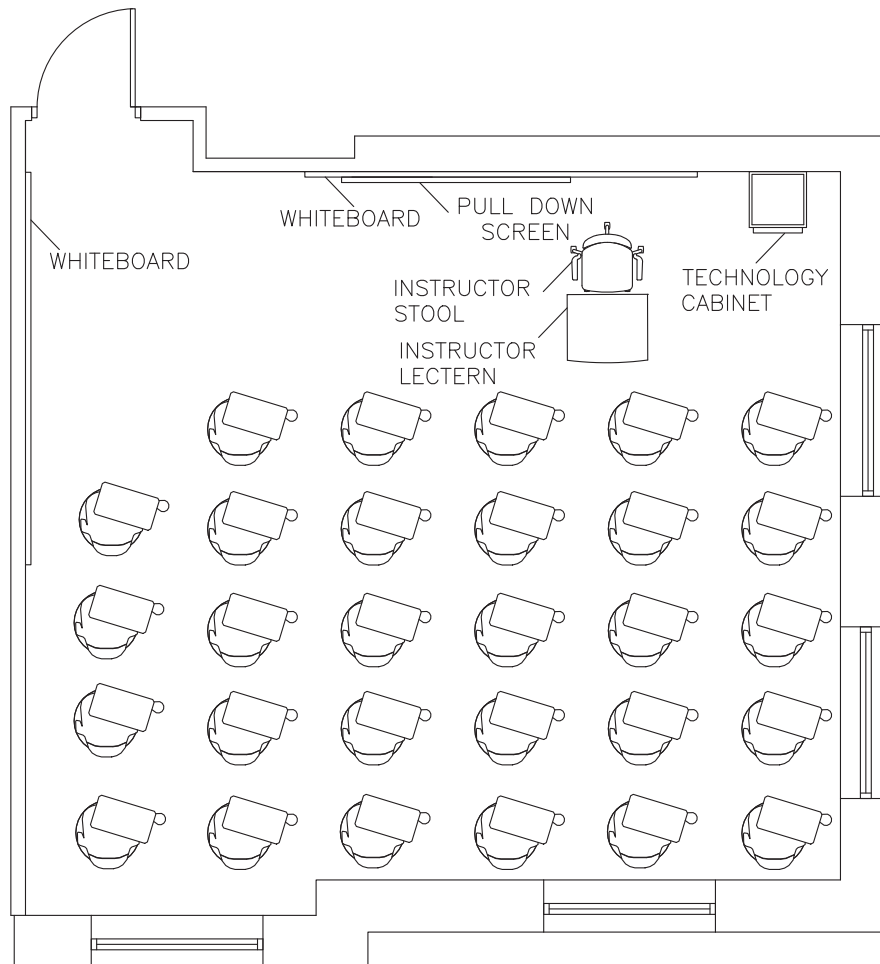 WHITEBOARD
PULL DOWN
SCREEN
WHITEBOARD
INSTRUCTOR
STOOL
TECHNOLOGY
CABINET
INSTRUCTOR
LECTERN